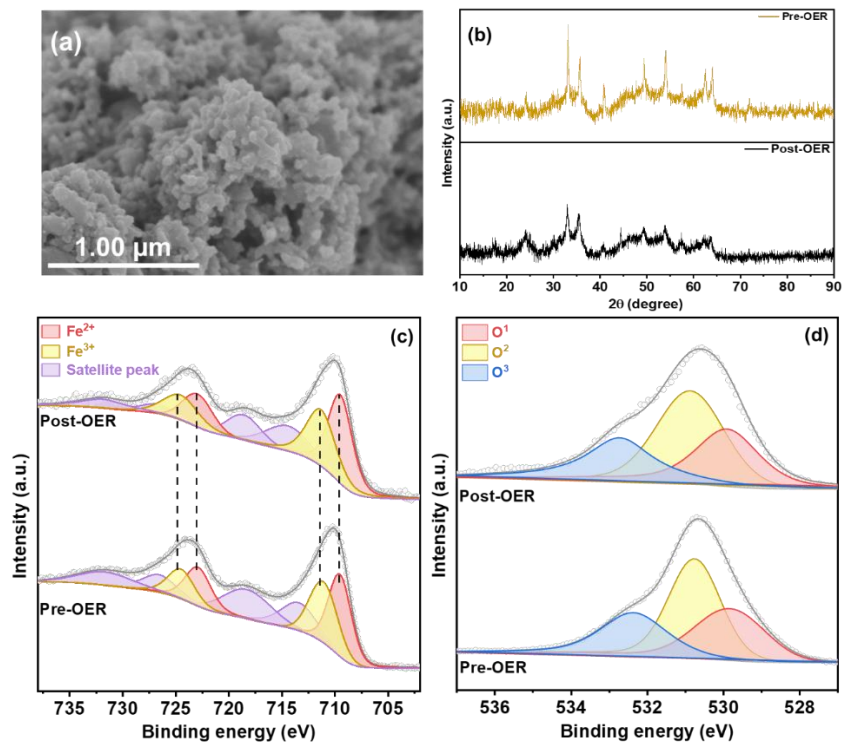 (a)
1.00 µm
(b)
Pre-OER
Post-OER
Intensity (a.u.)
10 20 30 40 50 60 70 80 90
2θ (degree)
(c)
Fe²⁺
Fe³⁺
Satellite peak
Post-OER
Pre-OER
Intensity (a.u.)
735 730 725 720 715 710 705
Binding energy (eV)
(d)
O¹
O²
O³
Post-OER
Pre-OER
Intensity (a.u.)
536 534 532 530 528
Binding energy (eV)